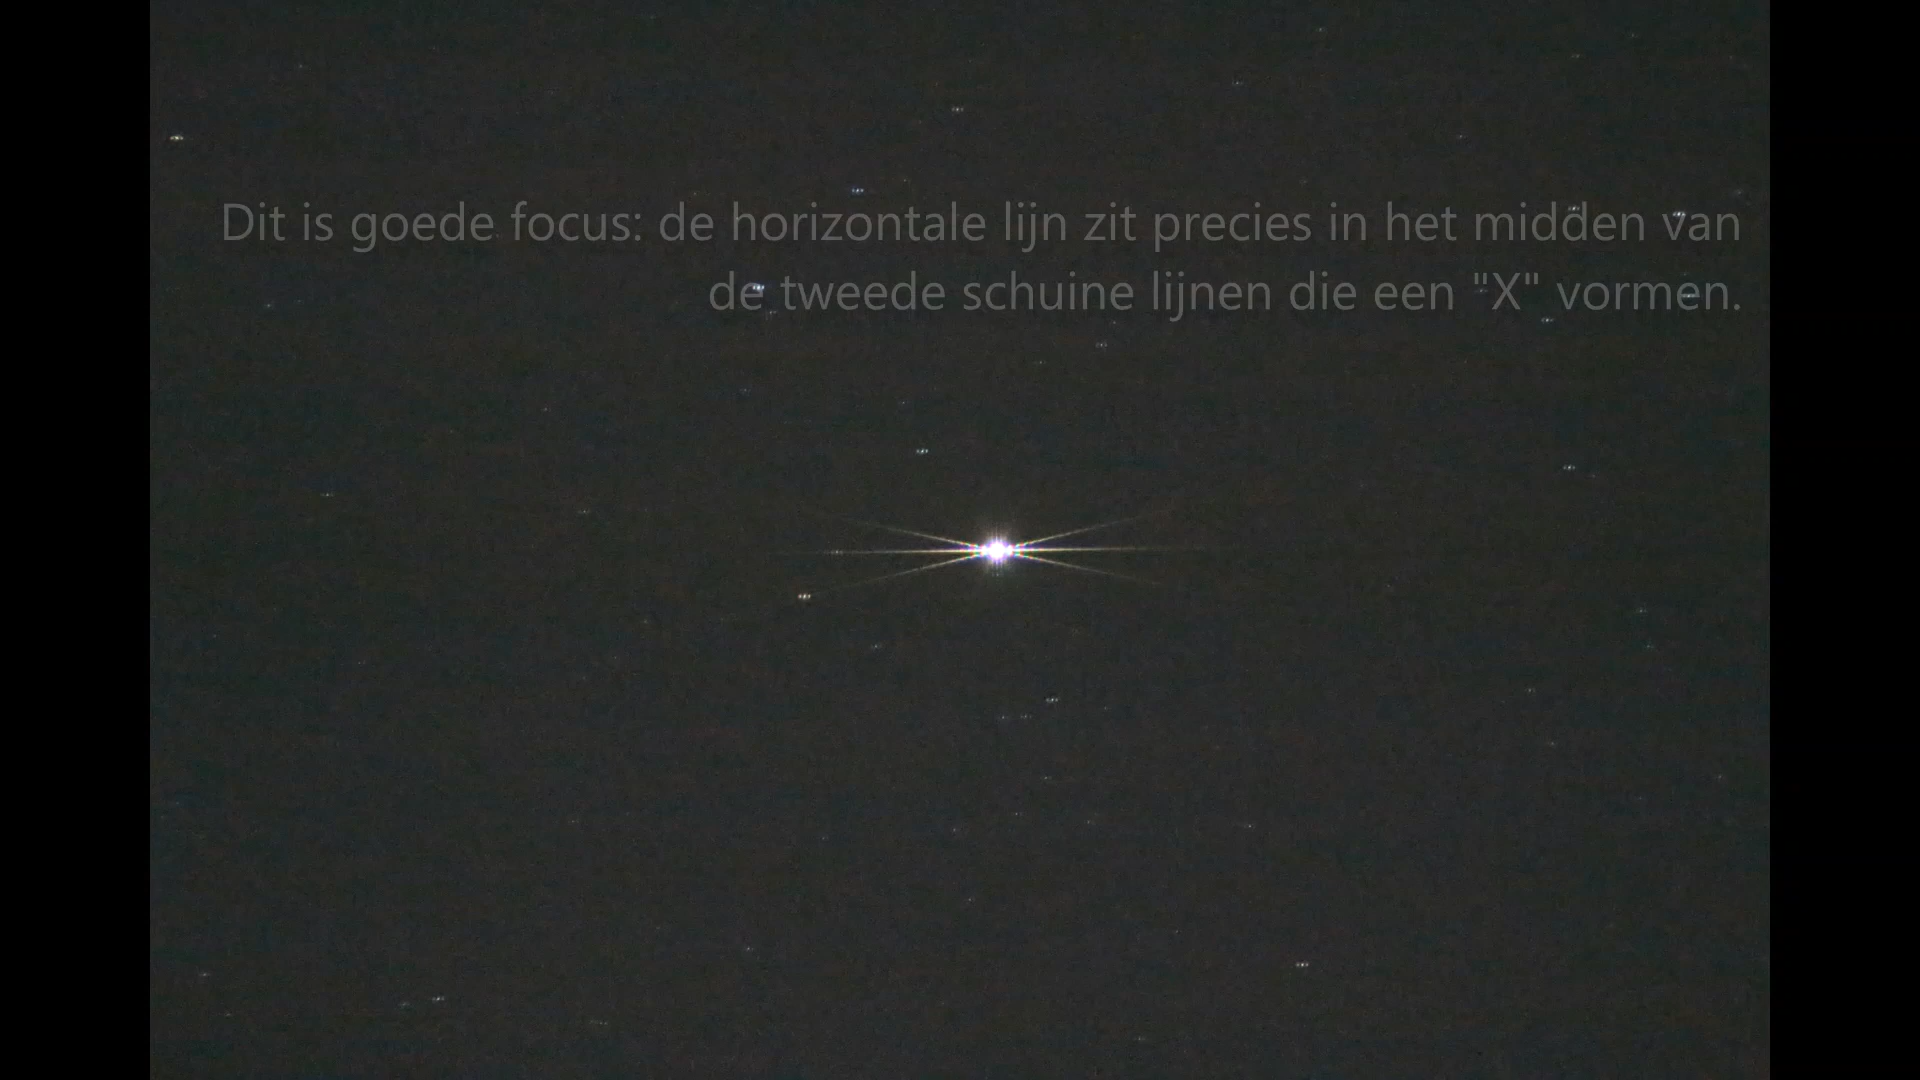 Dit is goede focus: de horizontale lijn zit precies in het midden van
de tweede schuine lijnen die een "X" vormen.